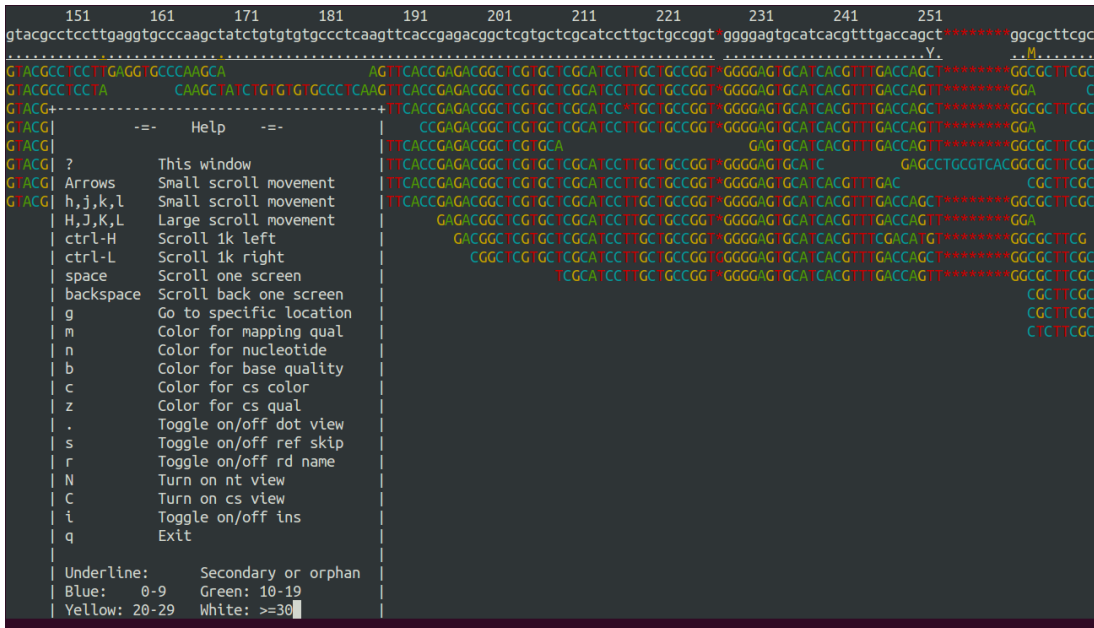 151 161 171 181 191 201 211 221 231 241 251
gtacgcctccttgaggtgcccaagctatctgtgtgtgccctcaagttcaccgagacggctcgtgctcgcatccttgctgccggt*ggggagtgcatcacgtttgaccagct********ggcgcttcgc
Y M
GTACGCCTCCTTGAGGTGCCCAAGCA AGTTCACCGAGACGGCTCGTGCTCGCATCCTTGCTGCCGGT*GGGGAGTGCATCACGTTTGACCAGCT********GGCGCTTCGC
GTACGCCTCCTA CAAGCTATCTGTGTGTGCCCTCAAGTTCACCGAGACGGCTCGTGCTCGCATCCTTGCTGCCGGT*GGGGAGTGCATCACGTTTGACCAGTT********GGA C
GTACG+--------------------------------------+TTCACCGAGACGGCTCGTGCTCGCATCC*TGCTGCCGGT*GGGGAGTGCATCACGTTTGACCAGCT********GGCGCTTCGC
GTACG| -=- Help -=- | CCGAGACGGCTCGTGCTCGCATCCTTGCTGCCGGT*GGGGAGTGCATCACGTTTGACCAGTT********GGA
GTACG| |TTCACCGAGACGGCTCGTGCA GAGTGCATCACGTTTGACCAGTT********GGCGCTTCGC
GTACG| ? This window |TTCACCGAGACGGCTCGTGCTCGCATCCTTGCTGCCGGT*GGGGAGTGCATC GAGCCTGCGTCACGGCGCTTCGC
GTACG| Arrows Small scroll movement |TTCACCGAGACGGCTCGTGCTCGCATCCTTGCTGCCGGT*GGGGAGTGCATCACGTTTGAC CGCTTCGC
GTACG| h,j,k,l Small scroll movement |TTCACCGAGACGGCTCGTGCTCGCATCCTTGCTGCCGGT*GGGGAGTGCATCACGTTTGACCAGCT********GGCGCTTCGC
| H,J,K,L Large scroll movement | GAGACGGCTCGTGCTCGCATCCTTGCTGCCGGT*GGGGAGTGCATCACGTTTGACCAGTT********GGA
| ctrl-H Scroll 1k left | GACGGCTCGTGCTCGCATCCTTGCTGCCGGT*GGGGAGTGCATCACGTTTCGACATGT********GGCGCTTCG
| ctrl-L Scroll 1k right | CGGCTCGTGCTCGCATCCTTGCTGCCGGTGGGGGAGTGCATCACGTTTGACCAGCT********GGCGCTTCGC
| space Scroll one screen | TCGCATCCTTGCTGCCGGT*GGGGAGTGCATCACGTTTGACCAGTT********GGCGCTTCGC
| backspace Scroll back one screen | CGCTTCGC
| g Go to specific location | CGCTTCGC
| m Color for mapping qual | CTCTTCGC
| n Color for nucleotide |
| b Color for base quality |
| c Color for cs color |
| z Color for cs qual |
| . Toggle on/off dot view |
| s Toggle on/off ref skip |
| r Toggle on/off rd name |
| N Turn on nt view |
| C Turn on cs view |
| i Toggle on/off ins |
| q Exit |
| |
| Underline: Secondary or orphan |
| Blue: 0-9 Green: 10-19 |
| Yellow: 20-29 White: >=30 |